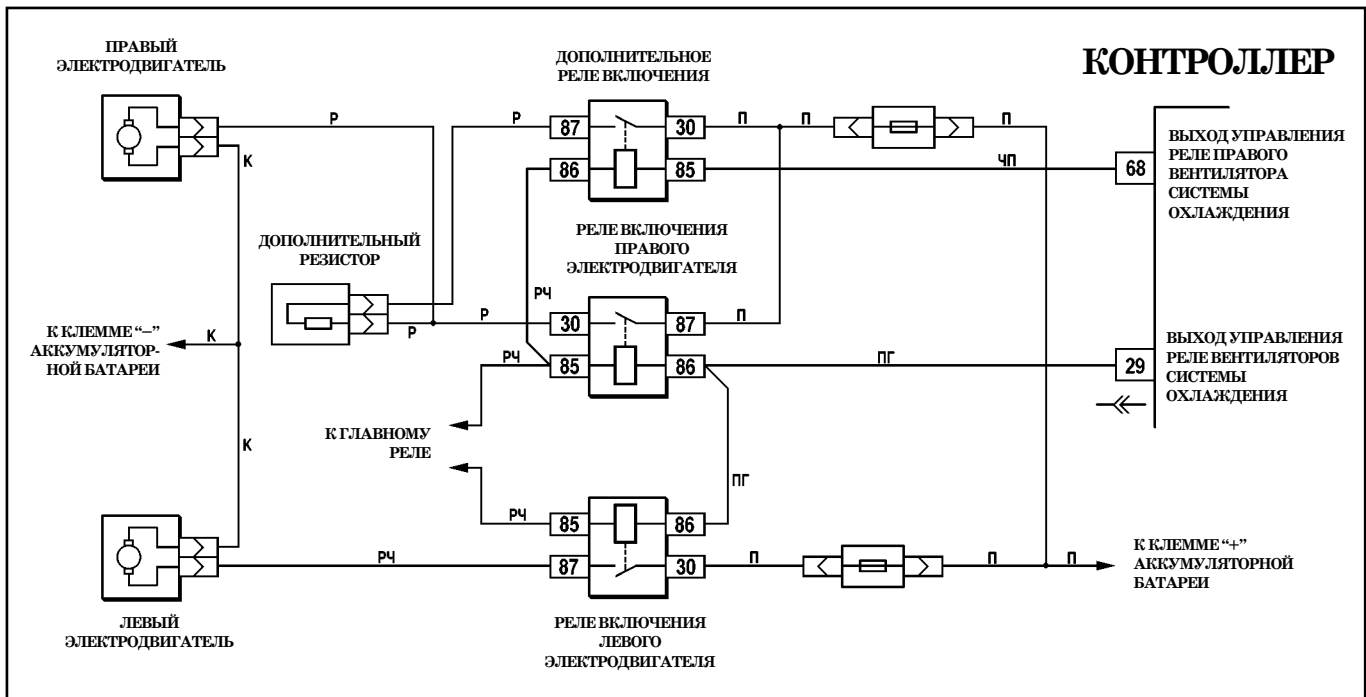 ПРАВЫЙ
ЭЛЕКТРОДВИГАТЕЛЬ
ДОПОЛНИТЕЛЬНОЕ
РЕЛЕ ВКЛЮЧЕНИЯ
КОНТРОЛЛЕР
Р
Р
87
30
П
П
П
К
86
85
ЧП
68
ВЫХОД УПРАВЛЕНИЯ
РЕЛЕ ПРАВОГО
ВЕНТИЛЯТОРА
СИСТЕМЫ
ОХЛАЖДЕНИЯ
ДОПОЛНИТЕЛЬНЫЙ
РЕЗИСТОР
РЕЛЕ ВКЛЮЧЕНИЯ
ПРАВОГО
ЭЛЕКТРОДВИГАТЕЛЯ
РЧ
Р
Р
30
87
П
К КЛЕММЕ “–”
АККУМУЛЯТОР-
НОЙ БАТАРЕИ
К
РЧ
85
86
ПГ
29
ВЫХОД УПРАВЛЕНИЯ
РЕЛЕ ВЕНТИЛЯТОРОВ
СИСТЕМЫ
ОХЛАЖДЕНИЯ
К ГЛАВНОМУ
РЕЛЕ
К
ПГ
РЧ
85
86
РЧ
87
30
П
П
П
К КЛЕММЕ “+”
АККУМУЛЯТОРНОЙ
БАТАРЕИ
ЛЕВЫЙ
ЭЛЕКТРОДВИГАТЕЛЬ
РЕЛЕ ВКЛЮЧЕНИЯ
ЛЕВОГО
ЭЛЕКТРОДВИГАТЕЛЯ